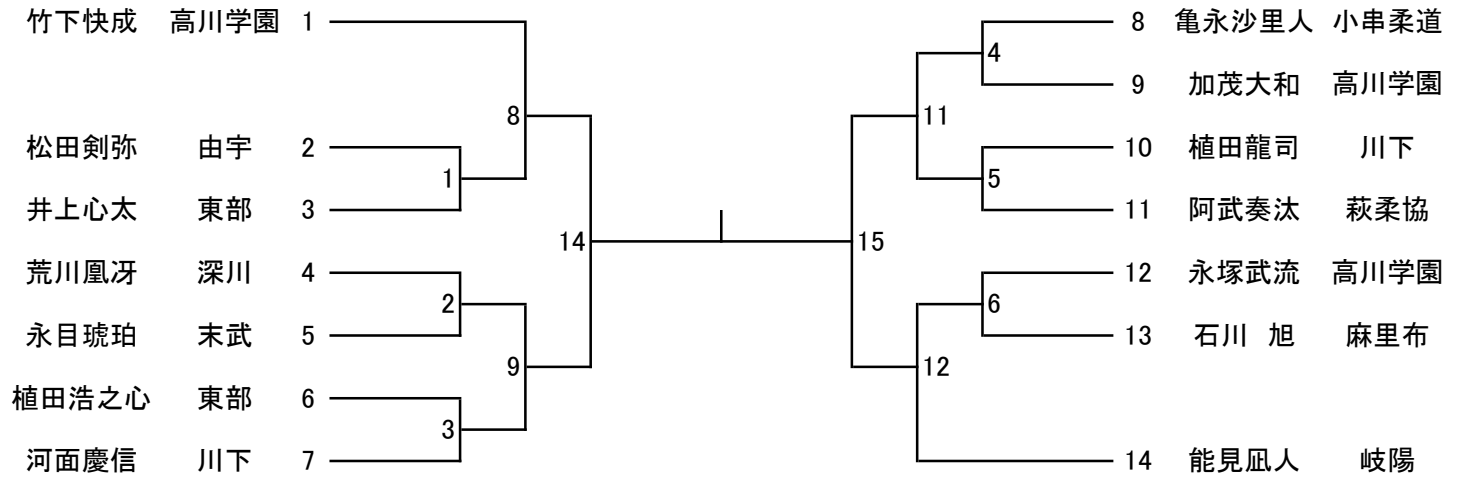 竹下快成 高川学園 1
松田剣弥 由宇 2
井上心太 東部 3
荒川凰冴 深川 4
永目琥珀 末武 5
植田浩之心 東部 6
河面慶信 川下 7
1
2
3
8
9
14
15
11
12
4
5
6
8 亀永沙里人 小串柔道
9 加茂大和 高川学園
10 植田龍司 川下
11 阿武奏汰 萩柔協
12 永塚武流 高川学園
13 石川 旭 麻里布
14 能見凪人 岐陽